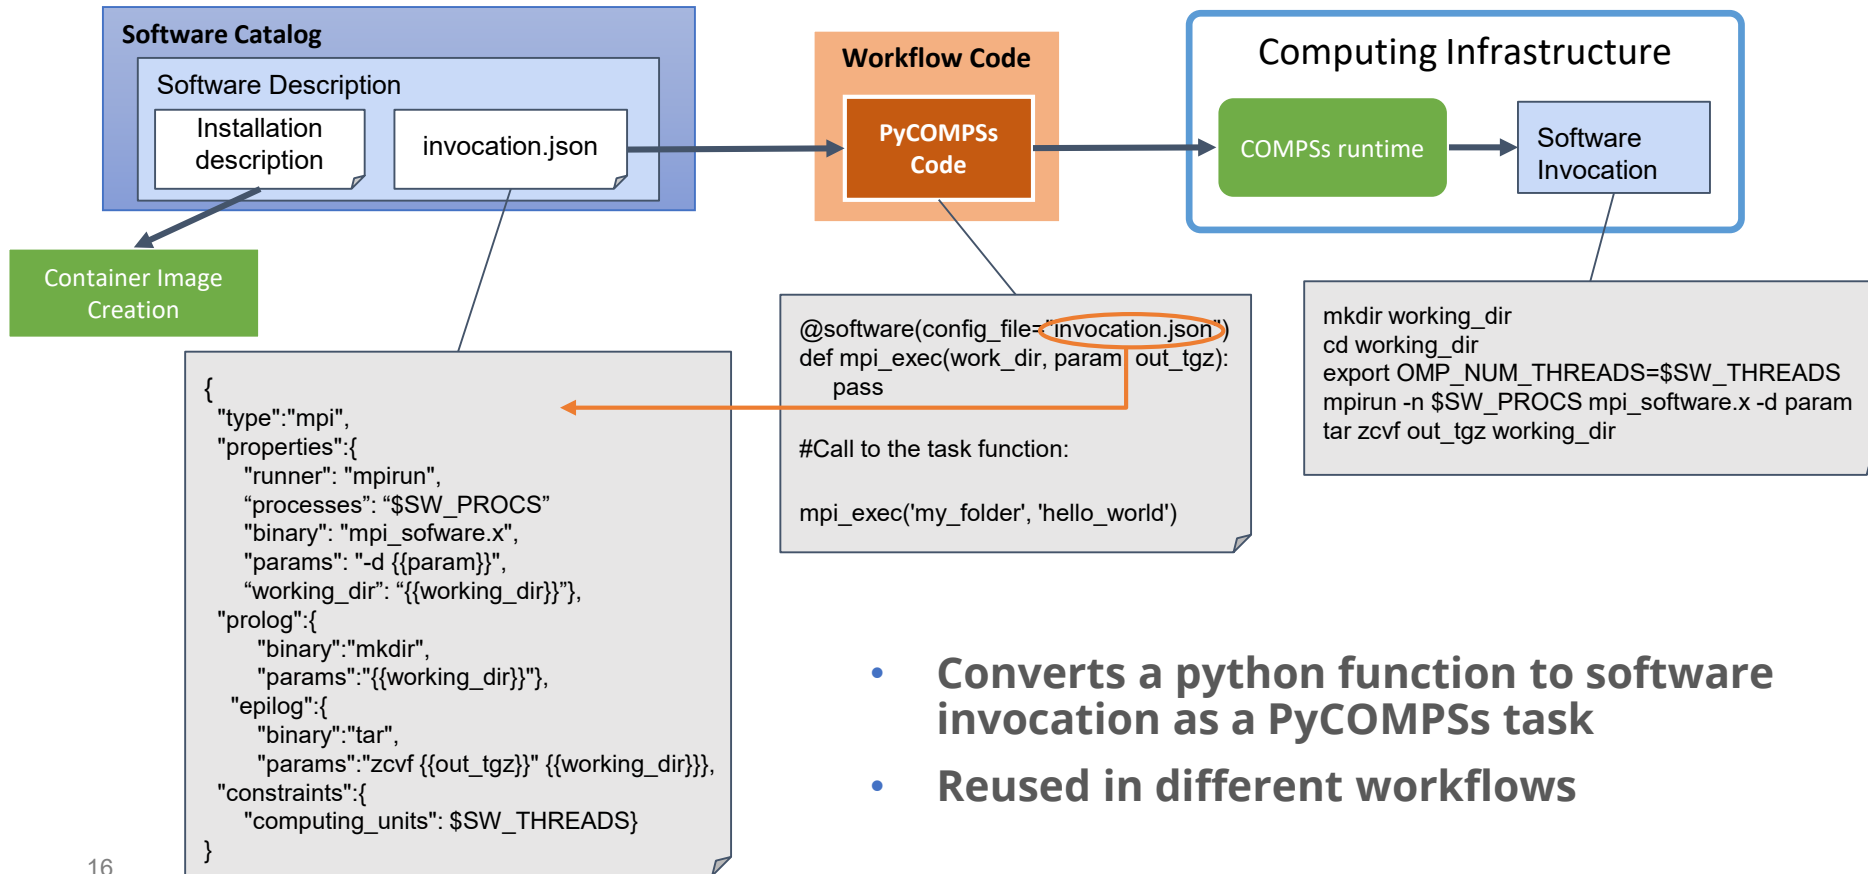 Software Catalog
Software Description
Installation
description
invocation.json
Container Image
Creation
Workflow Code
PyCOMPSs
Code
Computing Infrastructure
COMPSs runtime
Software
Invocation
{
"type":"mpi",
"properties":{
"runner": "mpirun",
“processes”: “$SW_PROCS”
"binary": "mpi_sofware.x",
"params": "-d {{param}}",
“working_dir”: “{{working_dir}}”},
"prolog":{
"binary":"mkdir",
"params":"{{working_dir}}"},
"epilog":{
"binary":"tar",
"params":"zcvf {{out_tgz}}" {{working_dir}}},
"constraints":{
"computing_units": $SW_THREADS}
}
@software(config_file="invocation.json")
def mpi_exec(work_dir, param out_tgz):
pass
#Call to the task function:
mpi_exec('my_folder', 'hello_world')
mkdir working_dir
cd working_dir
export OMP_NUM_THREADS=$SW_THREADS
mpirun -n $SW_PROCS mpi_software.x -d param
tar zcvf out_tgz working_dir
• Converts a python function to software
invocation as a PyCOMPSs task
• Reused in different workflows
16